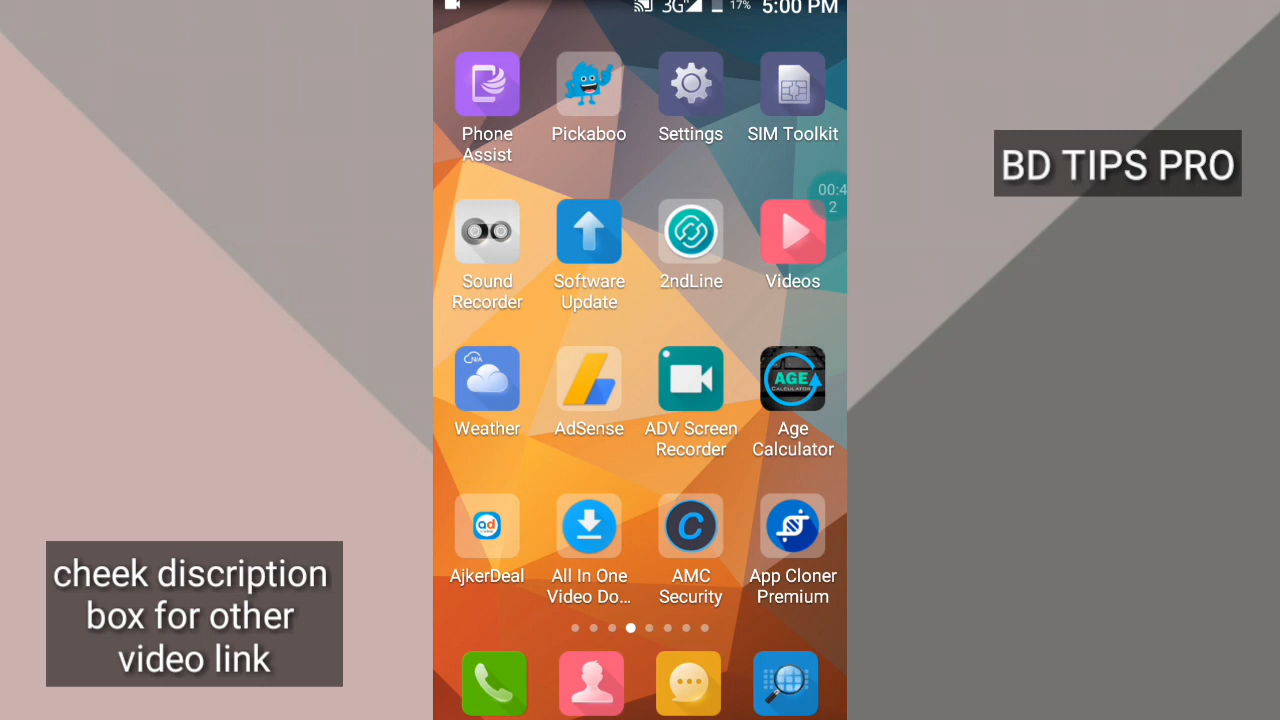 3G 17% 5:00 PM
Phone
Assist
Pickaboo
Settings
SIM Toolkit
BD TIPS PRO
00:4
2
Sound
Recorder
Software
Update
2ndLine
Videos
N/A
Weather
AdSense
ADV Screen
Recorder
AGE
CALCULATOR
Age
Calculator
ad
AjkerDeal
All In One
Video Do...
C
AMC
Security
App Cloner
Premium
cheek discription
box for other
video link